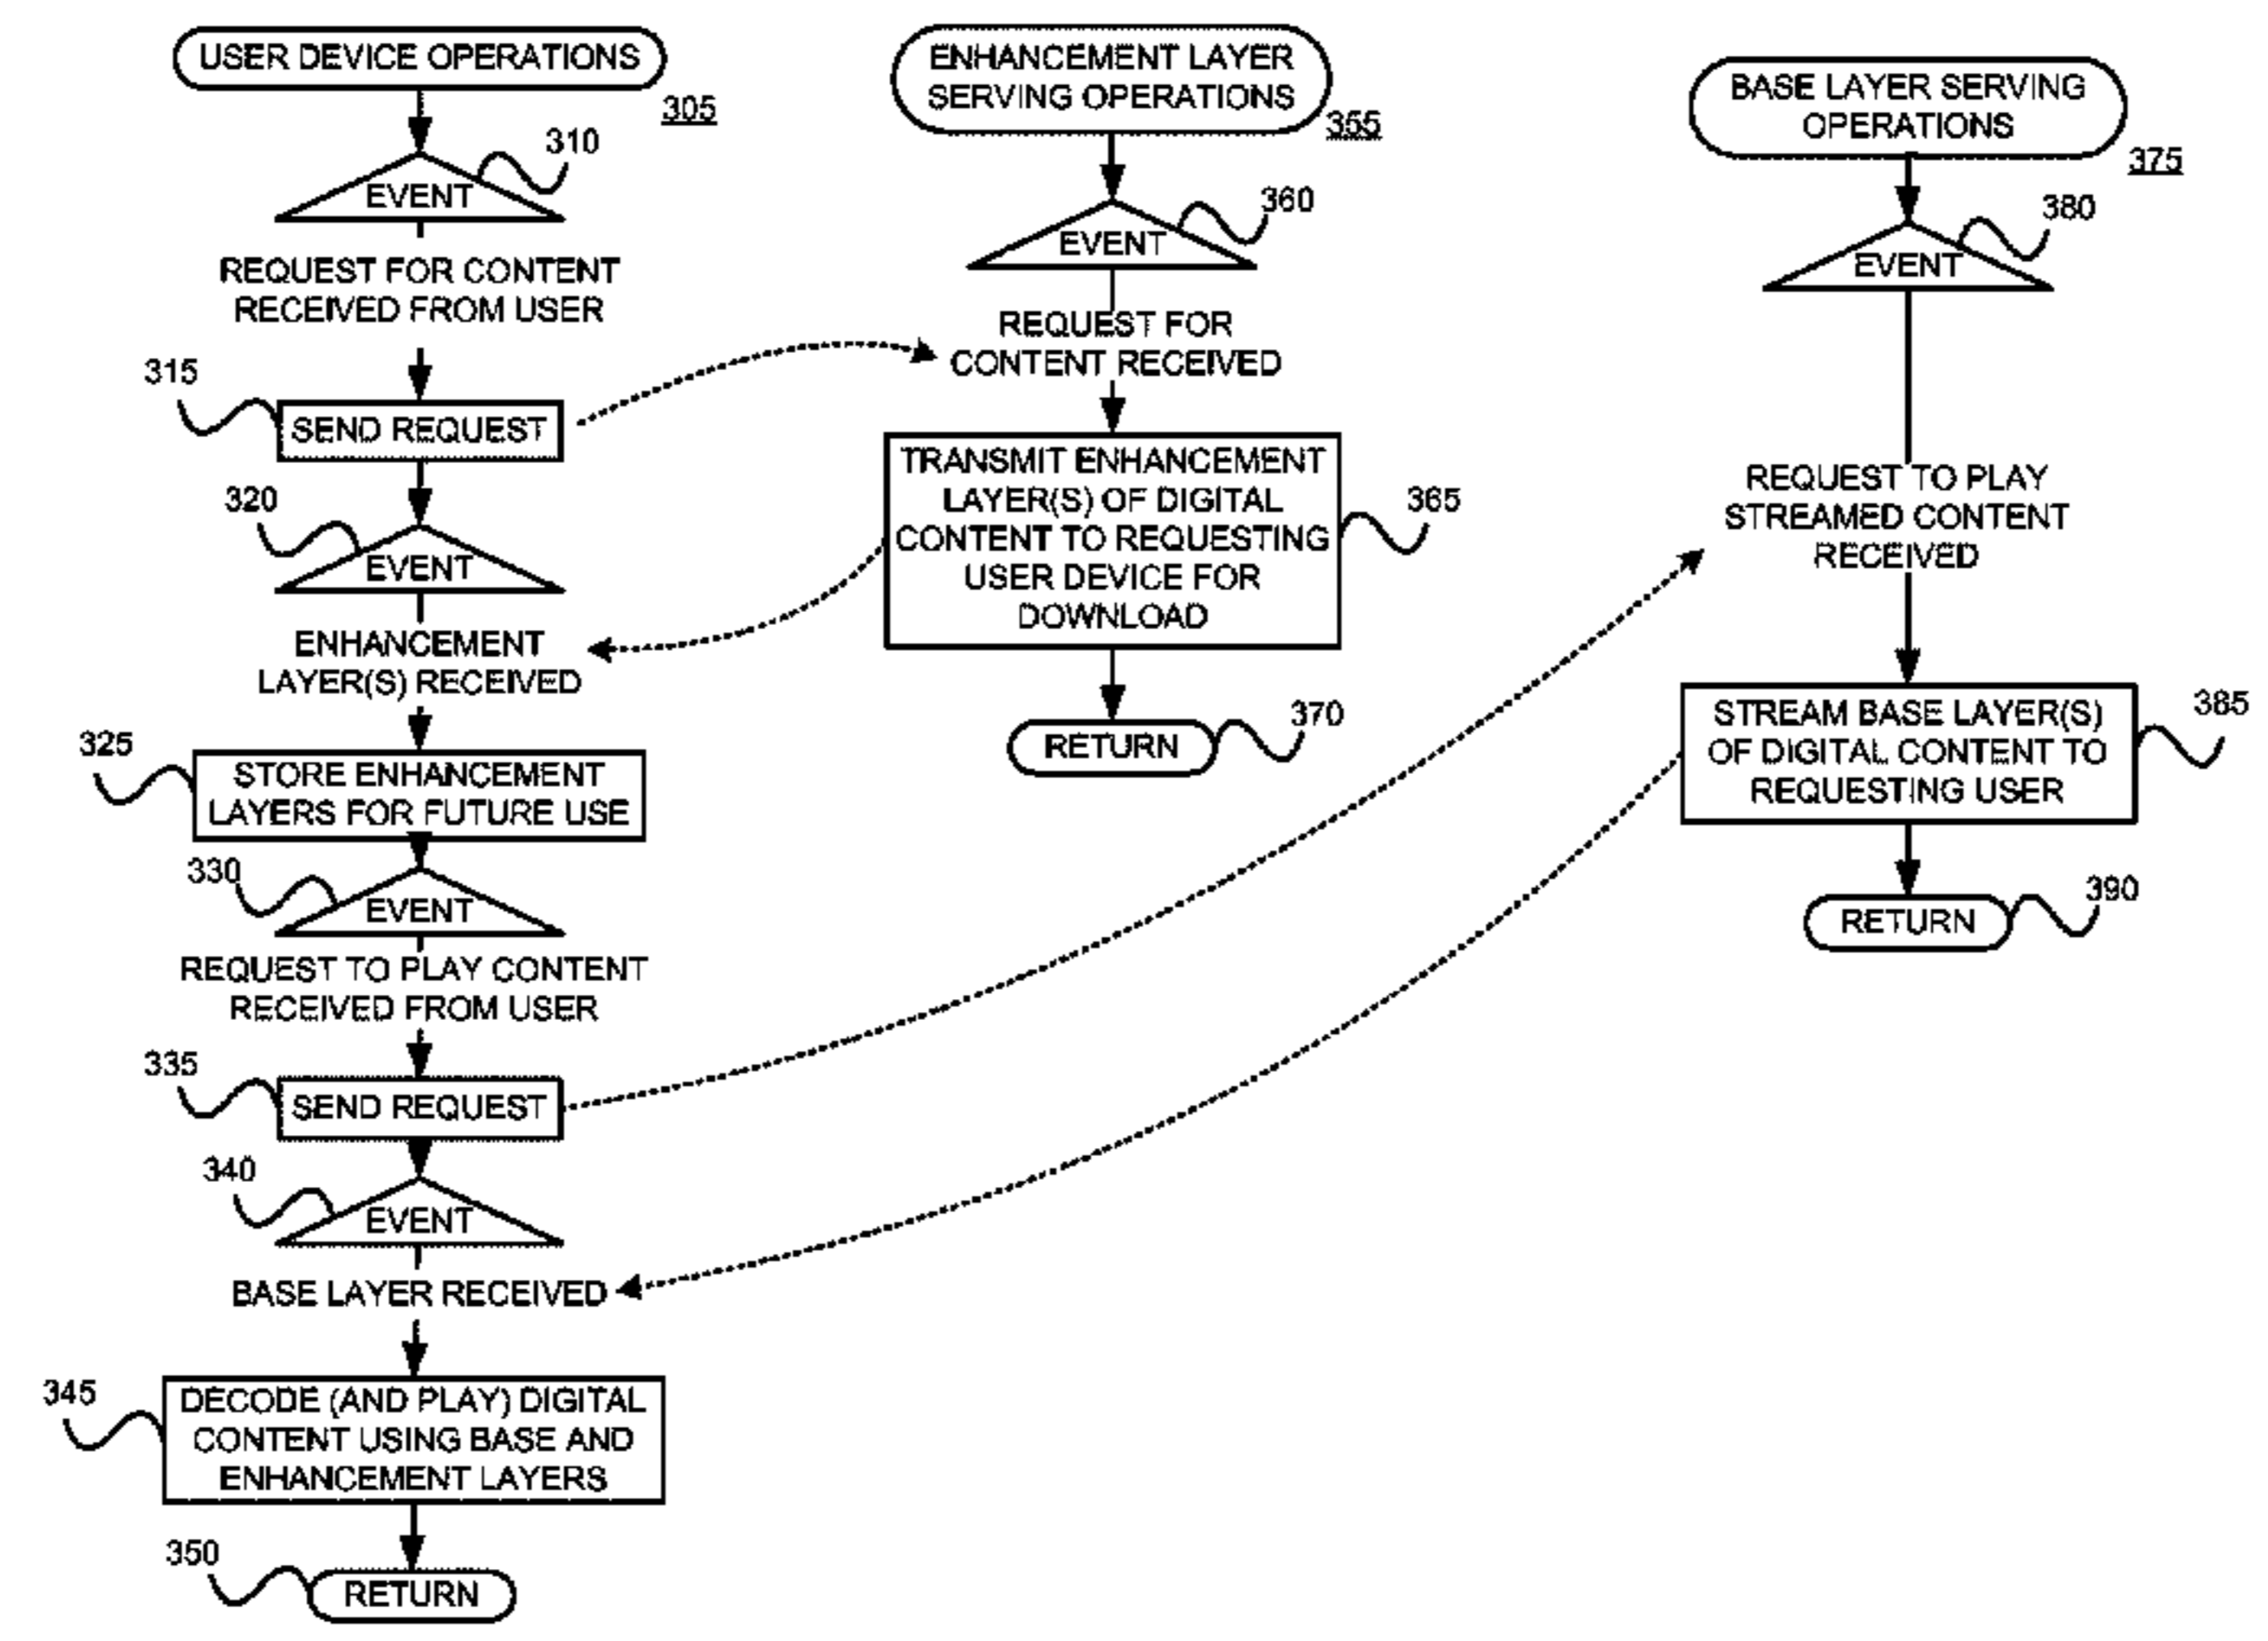 USER DEVICE OPERATIONS
305
310
EVENT
REQUEST FOR CONTENT
RECEIVED FROM USER
315
SEND REQUEST
320
EVENT
ENHANCEMENT
LAYER(S) RECEIVED
325
STORE ENHANCEMENT
LAYERS FOR FUTURE USE
330
EVENT
REQUEST TO PLAY CONTENT
RECEIVED FROM USER
335
SEND REQUEST
340
EVENT
BASE LAYER RECEIVED
345
DECODE (AND PLAY) DIGITAL
CONTENT USING BASE AND
ENHANCEMENT LAYERS
350
RETURN
ENHANCEMENT LAYER
SERVING OPERATIONS
355
360
EVENT
REQUEST FOR
CONTENT RECEIVED
TRANSMIT ENHANCEMENT
LAYER(S) OF DIGITAL
CONTENT TO REQUESTING
USER DEVICE FOR
DOWNLOAD
365
370
RETURN
BASE LAYER SERVING
OPERATIONS
375
380
EVENT
REQUEST TO PLAY
STREAMED CONTENT
RECEIVED
STREAM BASE LAYER(S)
OF DIGITAL CONTENT TO
REQUESTING USER
385
390
RETURN